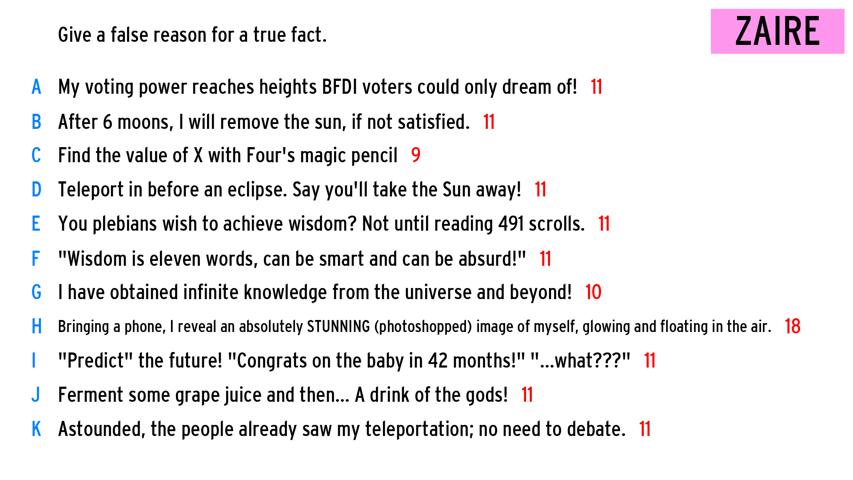 Give a false reason for a true fact.
ZAIRE
A My voting power reaches heights BFDI voters could only dream of! 11
B After 6 moons, I will remove the sun, if not satisfied. 11
C Find the value of X with Four's magic pencil 9
D Teleport in before an eclipse. Say you'll take the Sun away! 11
E You plebians wish to achieve wisdom? Not until reading 491 scrolls. 11
F "Wisdom is eleven words, can be smart and can be absurd!" 11
G I have obtained infinite knowledge from the universe and beyond! 10
H Bringing a phone, I reveal an absolutely STUNNING (photoshopped) image of myself, glowing and floating in the air. 18
I "Predict" the future! "Congrats on the baby in 42 months!" "...what???" 11
J Ferment some grape juice and then... A drink of the gods! 11
K Astounded, the people already saw my teleportation; no need to debate. 11